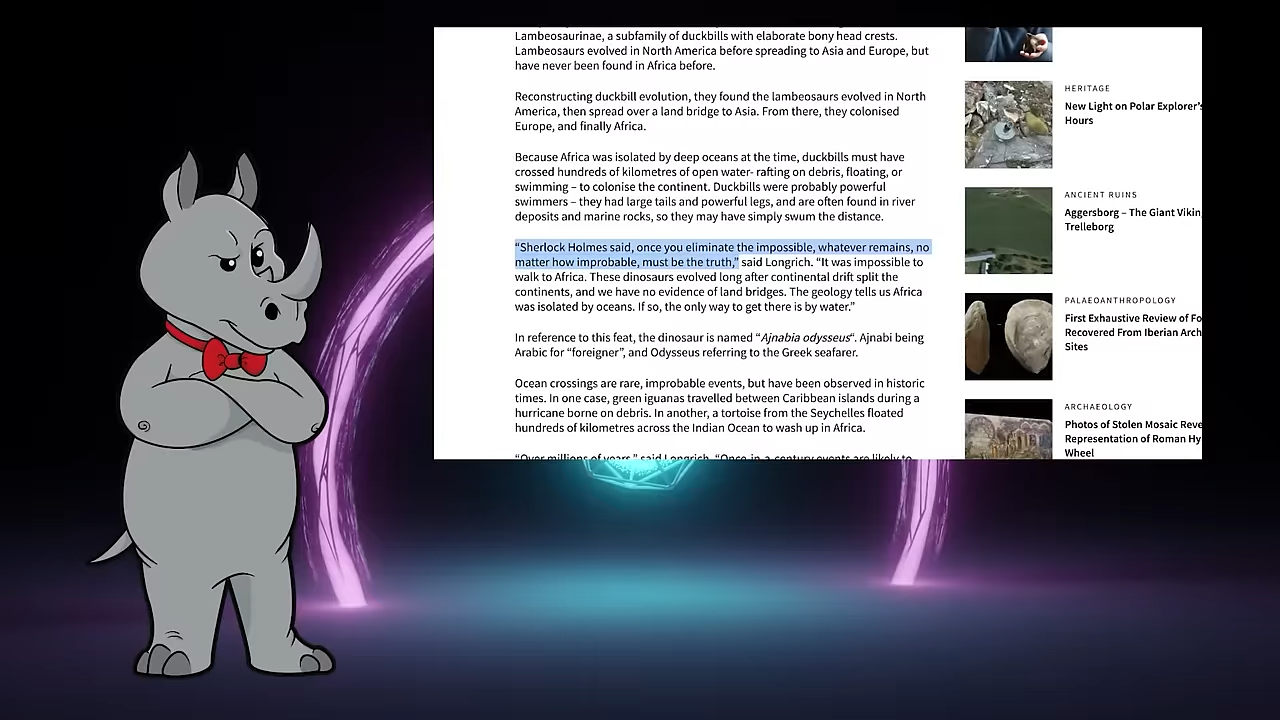 Lambeosaurinae, a subfamily of duckbills with elaborate bony head crests.
Lambeosaurs evolved in North America before spreading to Asia and Europe, but
have never been found in Africa before.
Reconstructing duckbill evolution, they found the lambeosaurs evolved in North
America, then spread over a land bridge to Asia. From there, they colonised
Europe, and finally Africa.
Because Africa was isolated by deep oceans at the time, duckbills must have
crossed hundreds of kilometres of open water- rafting on debris, floating, or
swimming – to colonise the continent. Duckbills were probably powerful
swimmers – they had large tails and powerful legs, and are often found in river
deposits and marine rocks, so they may have simply swum the distance.
“Sherlock Holmes said, once you eliminate the impossible, whatever remains, no
matter how improbable, must be the truth,” said Longrich. “It was impossible to
walk to Africa. These dinosaurs evolved long after continental drift split the
continents, and we have no evidence of land bridges. The geology tells us Africa
was isolated by oceans. If so, the only way to get there is by water.”
In reference to this feat, the dinosaur is named “Ajnabia odysseus“. Ajnabi being
Arabic for “foreigner”, and Odysseus referring to the Greek seafarer.
Ocean crossings are rare, improbable events, but have been observed in historic
times. In one case, green iguanas travelled between Caribbean islands during a
hurricane borne on debris. In another, a tortoise from the Seychelles floated
hundreds of kilometres across the Indian Ocean to wash up in Africa.
“Over millions of years,” said Longrich, “Once-in-a-century events are likely to
HERITAGE
New Light on Polar Explorer's
Hours
ANCIENT RUINS
Aggersborg – The Giant Vikin
Trelleborg
PALAEOANTHROPOLOGY
First Exhaustive Review of Fo
Recovered From Iberian Arch
Sites
ARCHAEOLOGY
Photos of Stolen Mosaic Reve
Representation of Roman Hy
Wheel